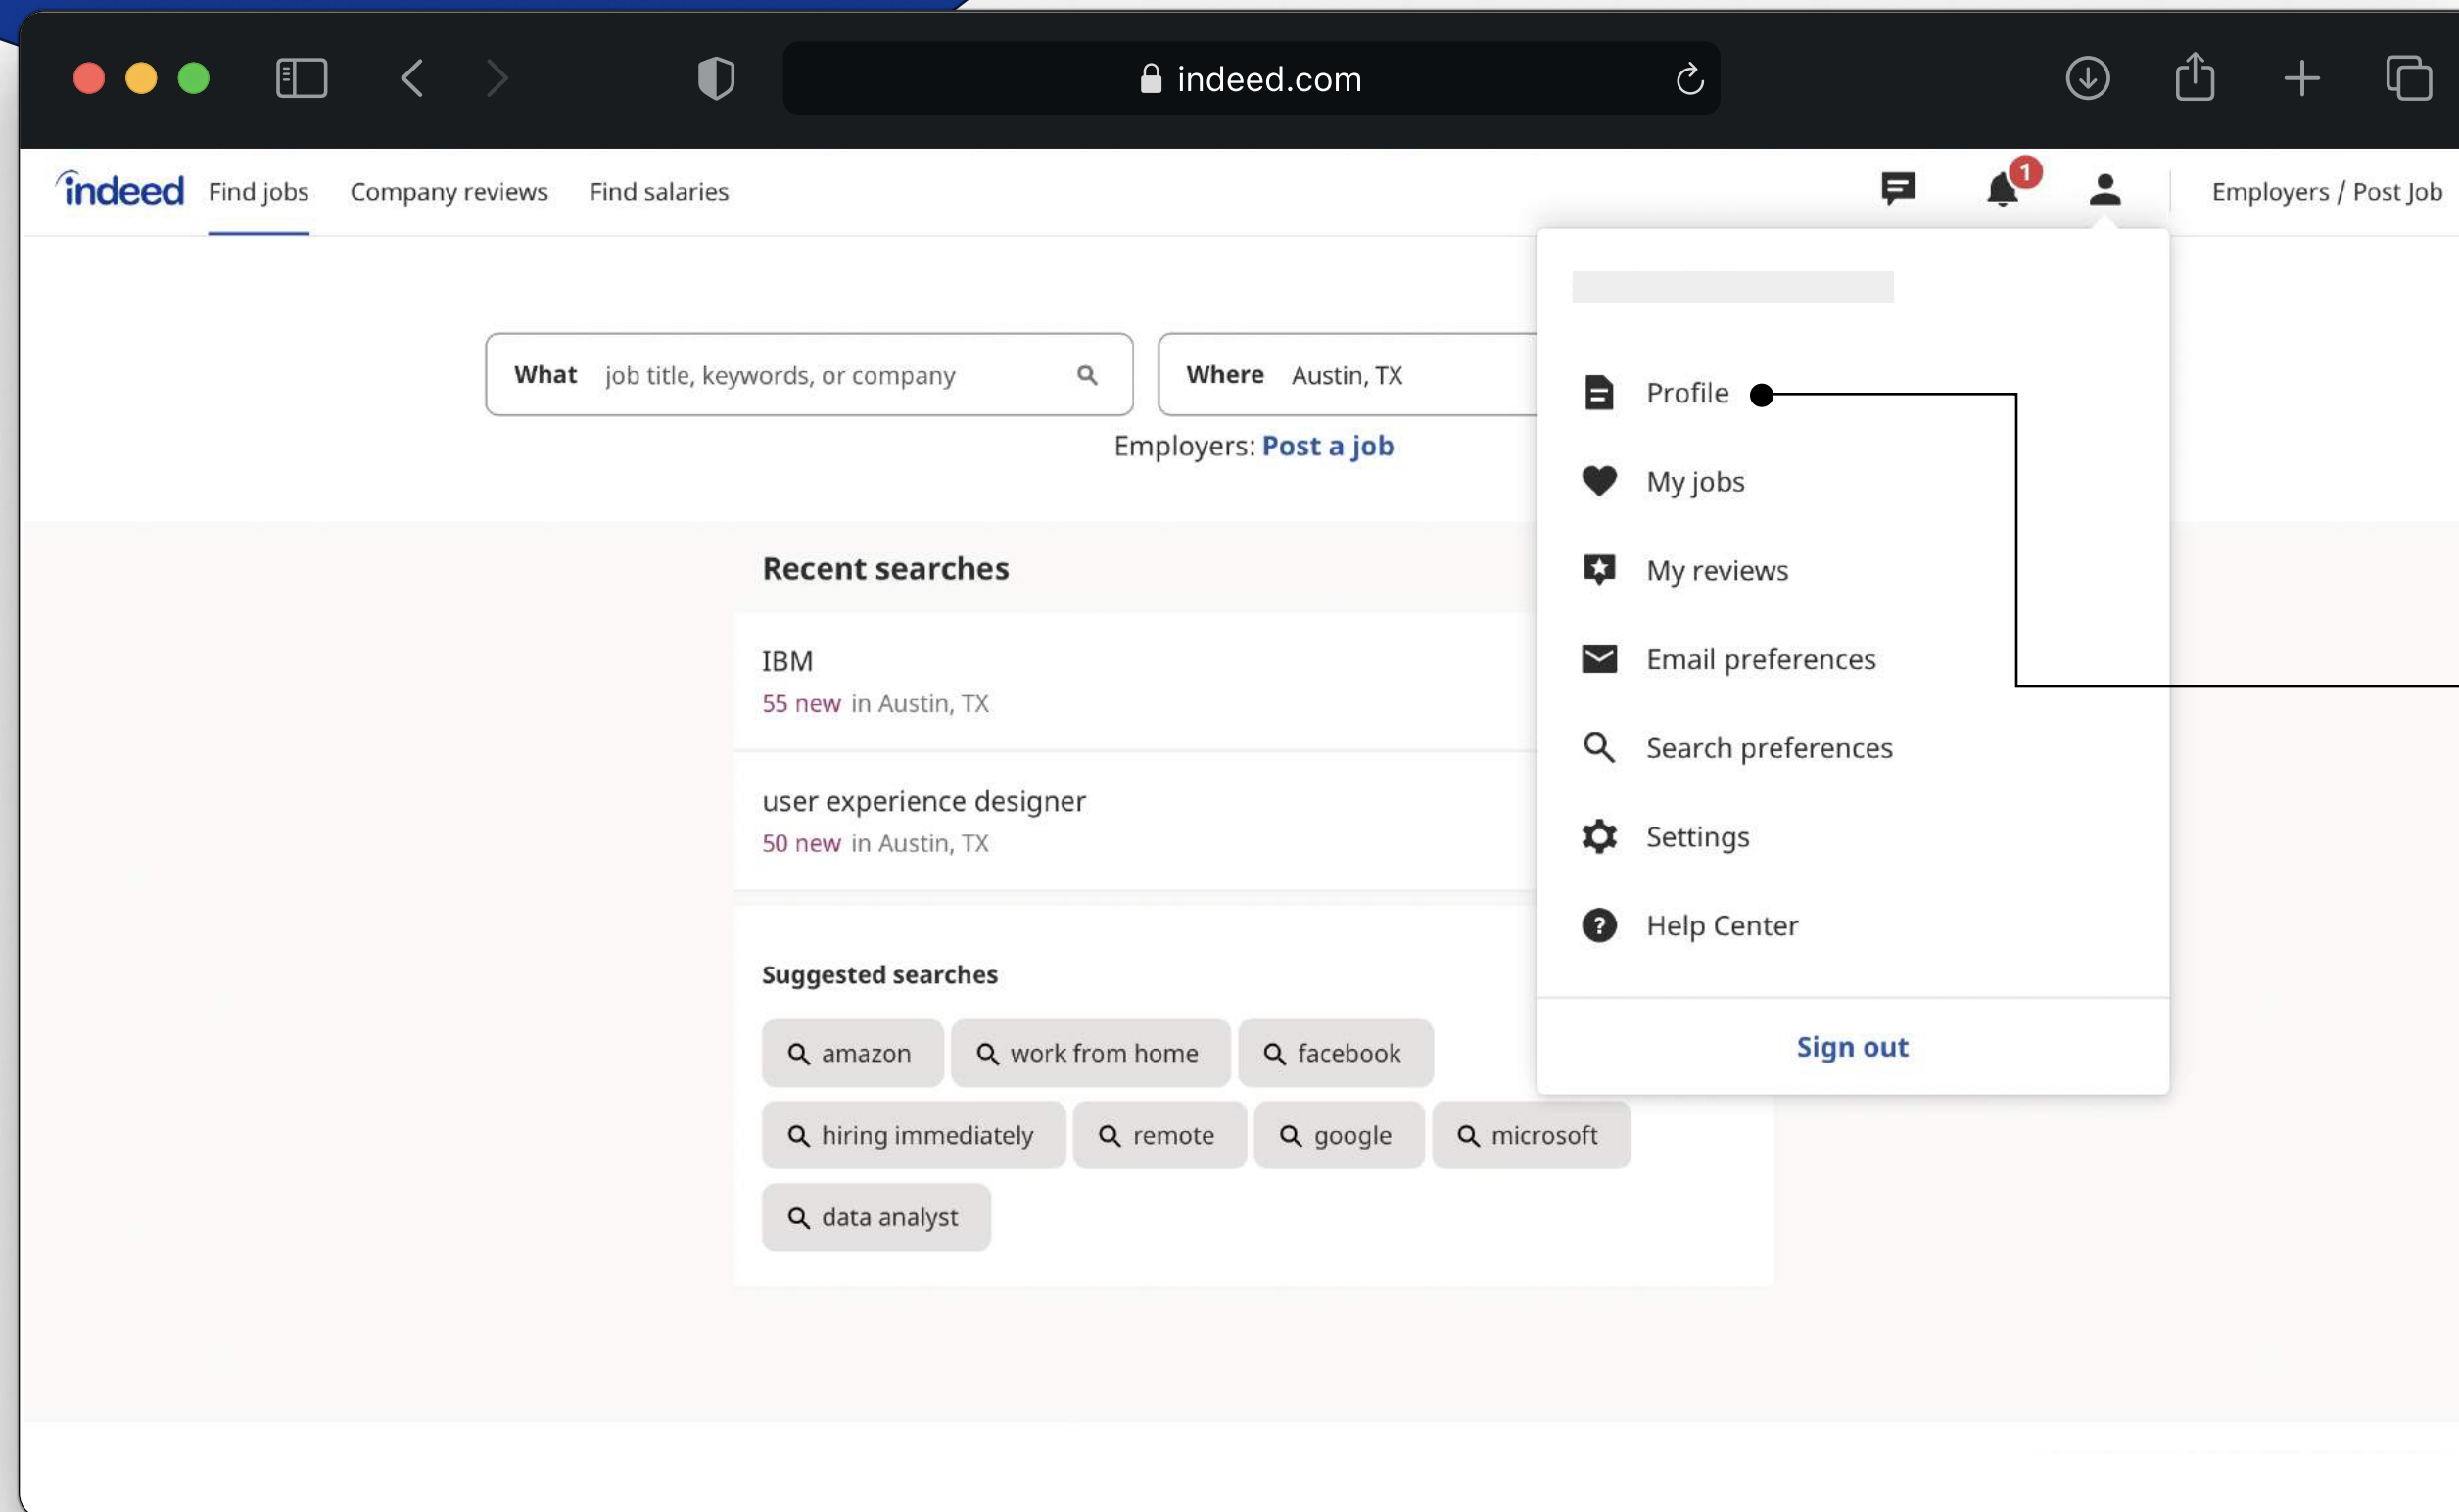 indeed.com
indeed Find jobs Company reviews Find salaries 1 Employers / Post Job
What job title, keywords, or company Where Austin, TX
Employers: Post a job
Recent searches
IBM
55 new in Austin, TX
user experience designer
50 new in Austin, TX
Suggested searches
amazon work from home facebook
hiring immediately remote google microsoft
data analyst
Profile
My jobs
My reviews
Email preferences
Search preferences
Settings
Help Center
Sign out